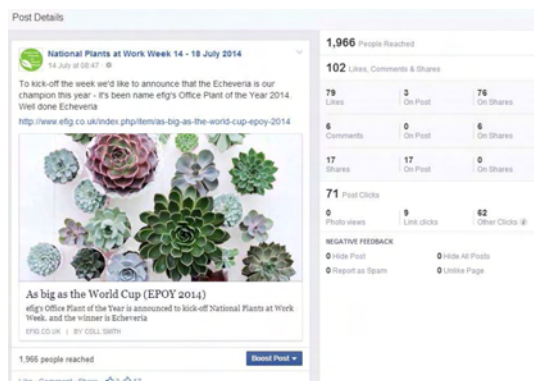 Post Details
National Plants at Work Week 14 - 18 July 2014
14 July at 08:47
To kick-off the week we'd like to announce that the Echeveria is our
champion this year - it's been name efig's Office Plant of the Year 2014.
Well done Echeveria
http://www.efig.co.uk/index.php/item/as-big-as-the-world-cup-epoy-2014
As big as the World Cup (EPOY 2014)
efig's Office Plant of the Year is announced to kick-off National Plants at Work
Week, and the winner is Echeveria
EFIG.CO.UK | BY COLL SMITH
1,966 people reached
Boost Post
Like · Comment · Share
1,966 People Reached
102 Likes, Comments & Shares
79 3 76
Likes On Post On Shares
6 0 6
Comments On Post On Shares
17 17 0
Shares On Post On Shares
71 Post Clicks
0 9 62
Photo views Link clicks Other Clicks
NEGATIVE FEEDBACK
0 Hide Post 0 Hide All Posts
0 Report as Spam 0 Unlike Page